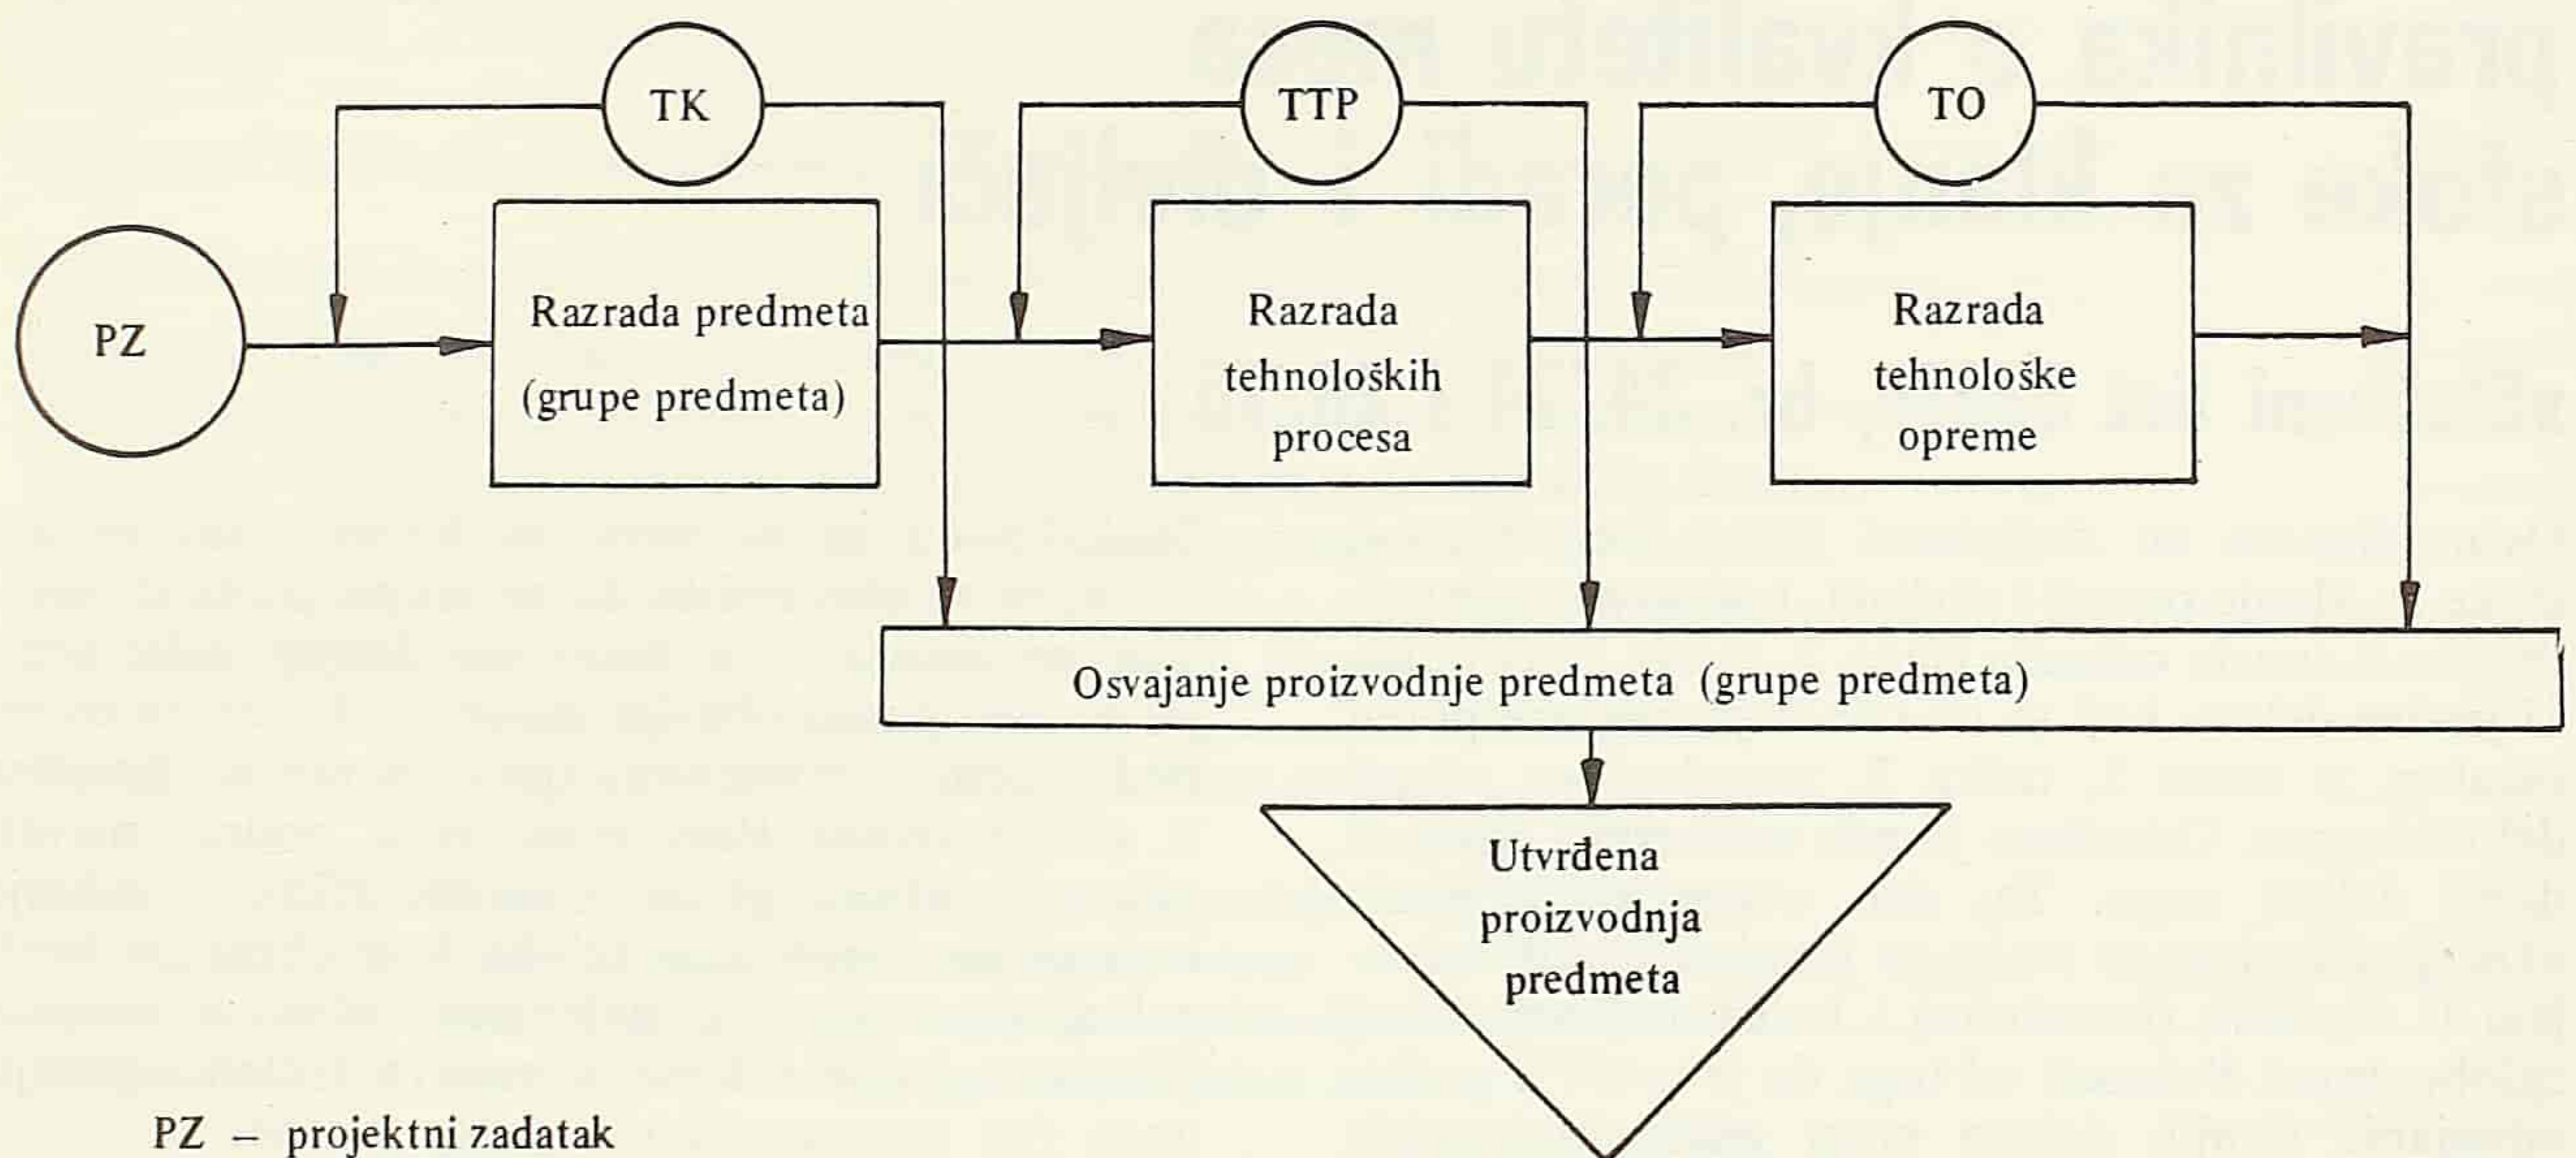 TK
TTP
TO
PZ
Razrada predmeta
(grupe predmeta)
Razrada
tehnoloških
procesa
Razrada
tehnološke
opreme
Osvajanje proizvodnje predmeta (grupe predmeta)
Utvrđena
proizvodnja
predmeta
PZ – projektni zadatak